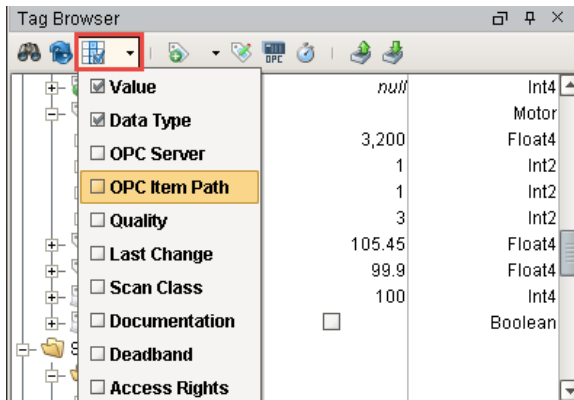 Tag Browser
OPC
Value null Int4
Data Type Motor
3,200 Float4
OPC Server 1 Int2
OPC Item Path 1 Int2
Quality 3 Int2
Last Change 105.45 Float4
99.9 Float4
Scan Class 100 Int4
Documentation Boolean
S
Deadband
Access Rights